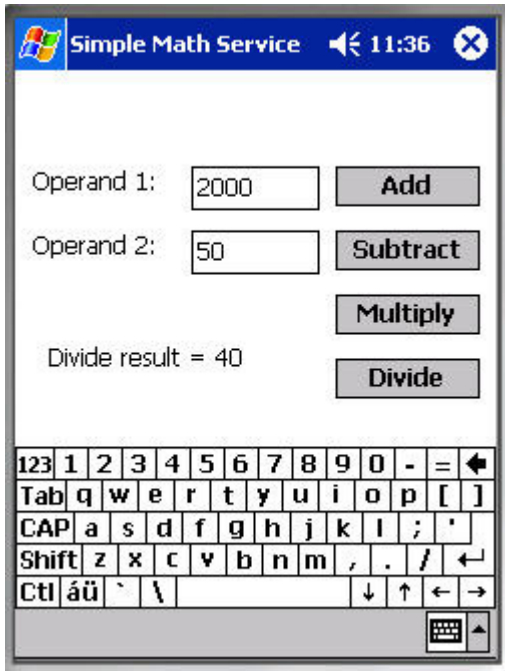 Simple Math Service 11:36
Operand 1: 2000 Add
Operand 2: 50 Subtract
Multiply
Divide result = 40
Divide
123 1 2 3 4 5 6 7 8 9 0 - =
Tab q w e r t y u i o p [ ]
CAP a s d f g h j k l ; '
Shift z x c v b n m , . /
Ctl áü ` \